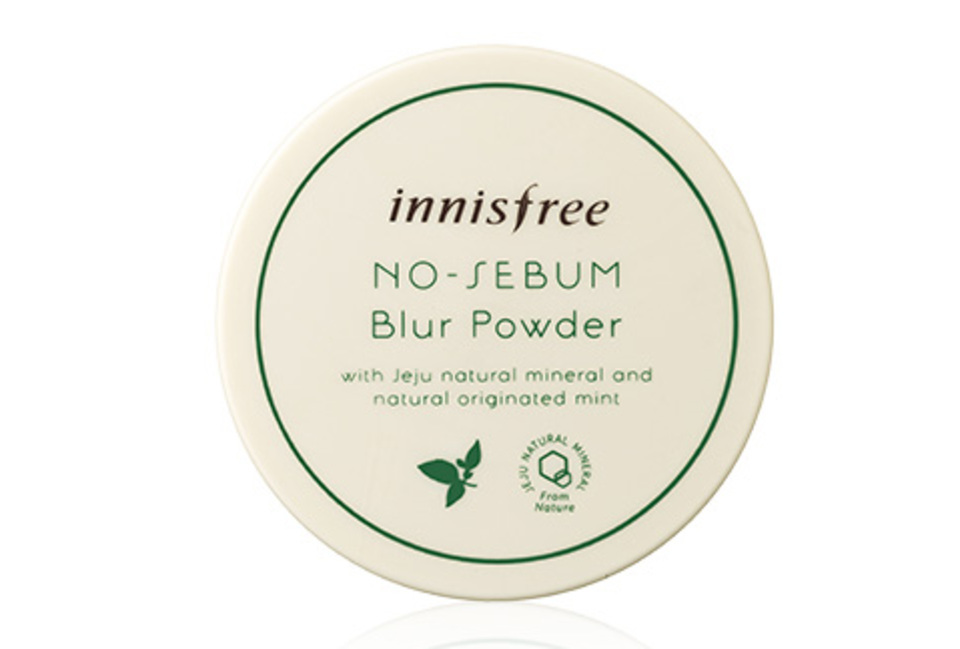 innisfree
NO-SEBUM
Blur Powder
with Jeju natural mineral and
natural originated mint
JEJU NATURAL MINERAL
From
Nature